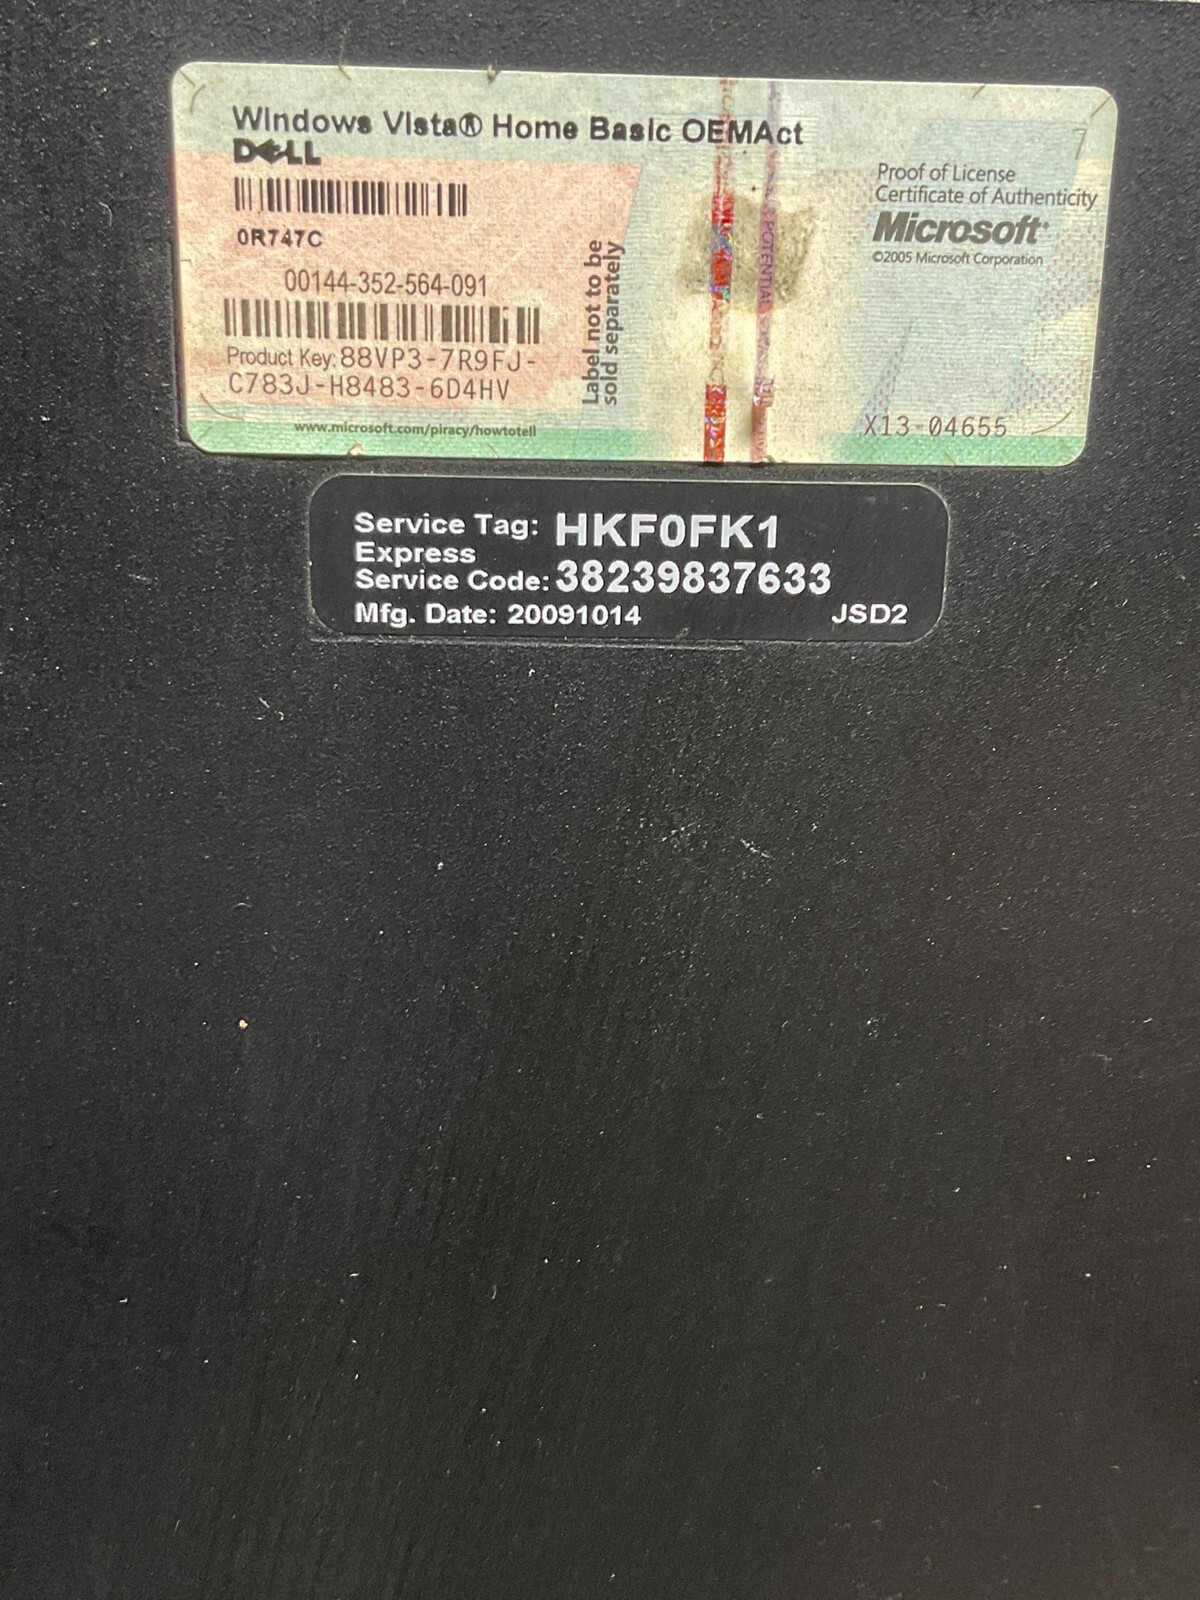 Windows Vista® Home Basic OEMAct
DELL
0R747C
00144-352-564-091
Product Key: 88VP3-7R9FJ-
C783J-H8483-6D4HV
www.microsoft.com/piracy/howtotell
Label not to be
sold separately
POTENTIAL
7
Proof of License
Certificate of Authenticity
Microsoft®
©2005 Microsoft Corporation
X13-04655
Service Tag: HKF0FK1
Express
Service Code: 38239837633
Mfg. Date: 20091014 JSD2